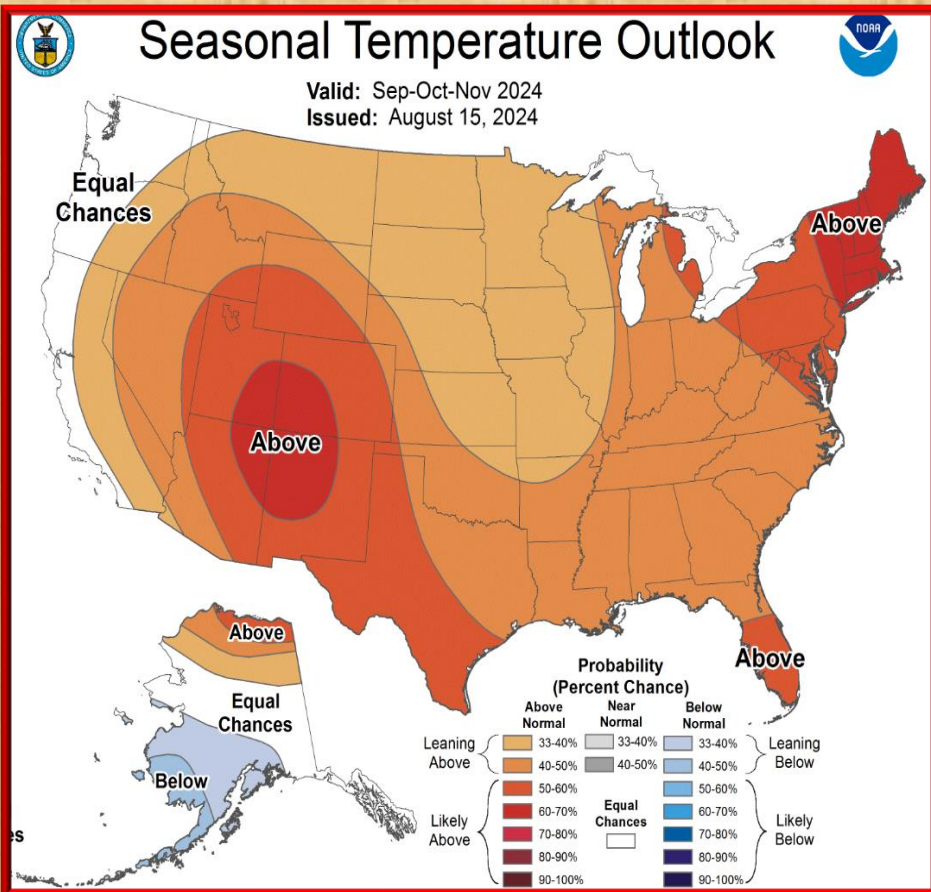 Seasonal Temperature Outlook
NOAA
Valid: Sep-Oct-Nov 2024
Issued: August 15, 2024
Equal
Chances
Above
Above
Above
Above
Equal
Chances
Below
es
Probability
(Percent Chance)
Above
Normal
Near
Normal
Below
Normal
Leaning
Above
33-40%
40-50%
33-40%
40-50%
33-40%
40-50%
Leaning
Below
Likely
Above
50-60%
60-70%
70-80%
80-90%
90-100%
Equal
Chances
50-60%
60-70%
70-80%
80-90%
90-100%
Likely
Below